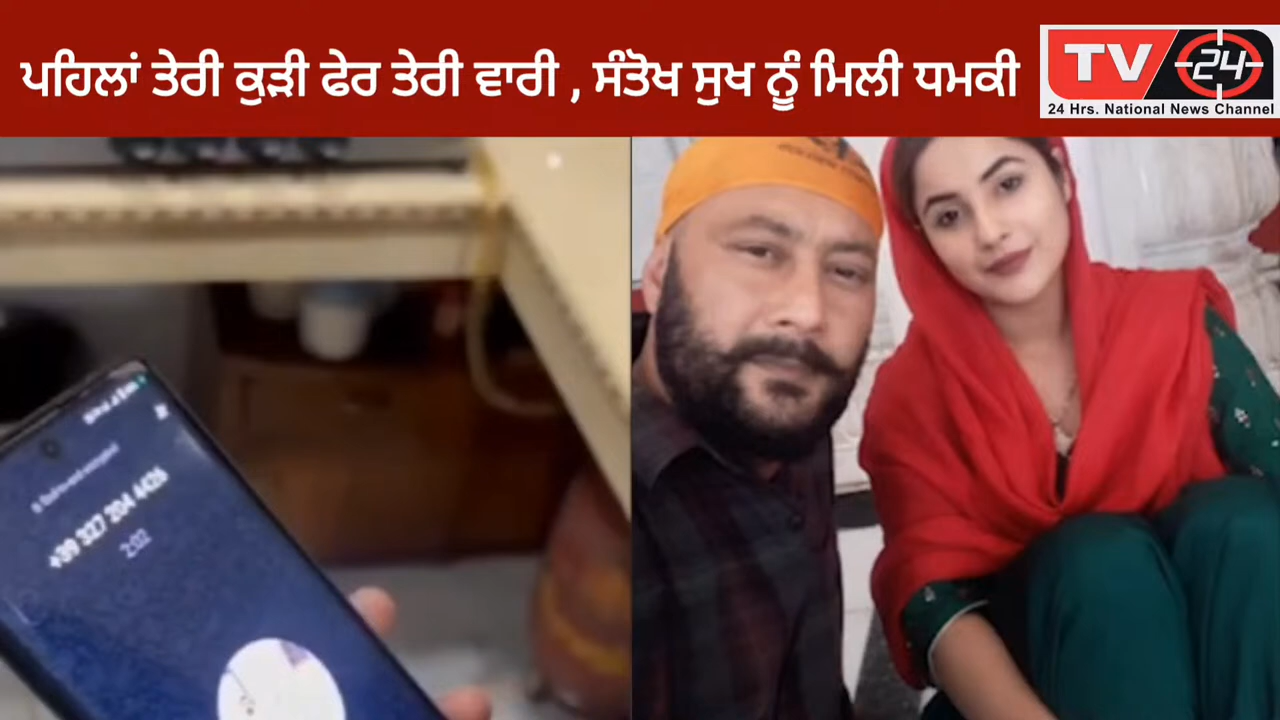 ਪਹਿਲਾਂ ਤੇਰੀ ਕੁੜੀ ਫੇਰ ਤੇਰੀ ਵਾਰੀ , ਸੰਤੋਖ ਸੁਖ ਨੂੰ ਮਿਲੀ ਧਮਕੀ
TV 24
24 Hrs. National News Channel
+39 327 204 4426
2:02